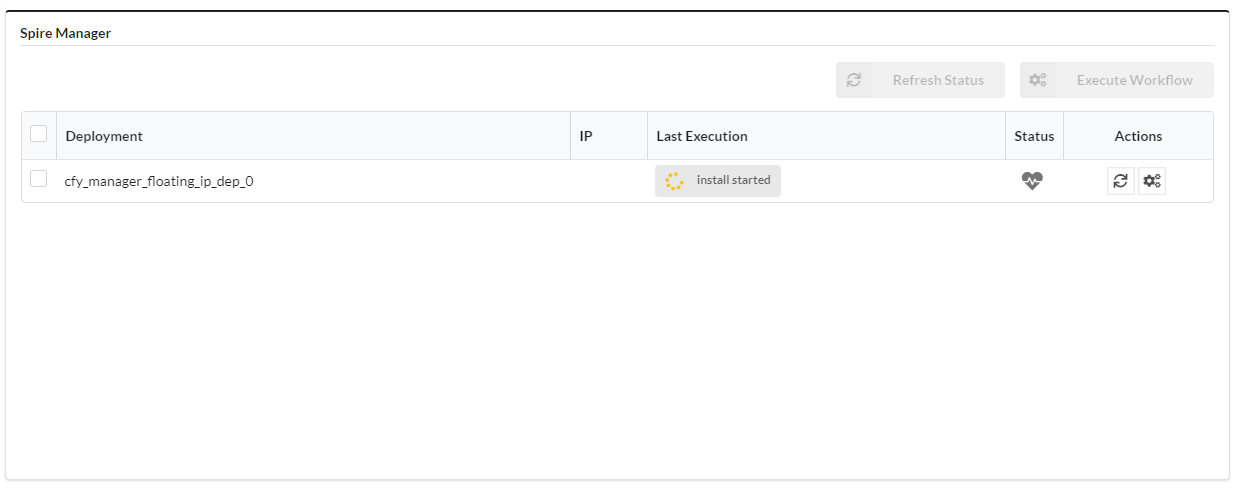 Spire Manager
Refresh Status Execute Workflow
Deployment IP Last Execution Status Actions
cfy_manager_floating_ip_dep_0 install started